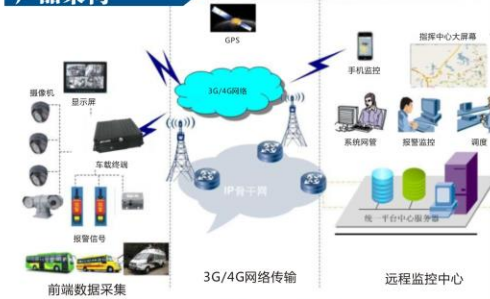 GPS
指挥中心大屏幕
手机监控
3G/4G网络
摄像机
显示屏
车载终端
系统网管
报警监控
调度
IP骨干网
统一平台中心服务器
报警信号
前端数据采集
3G/4G网络传输
远程监控中心